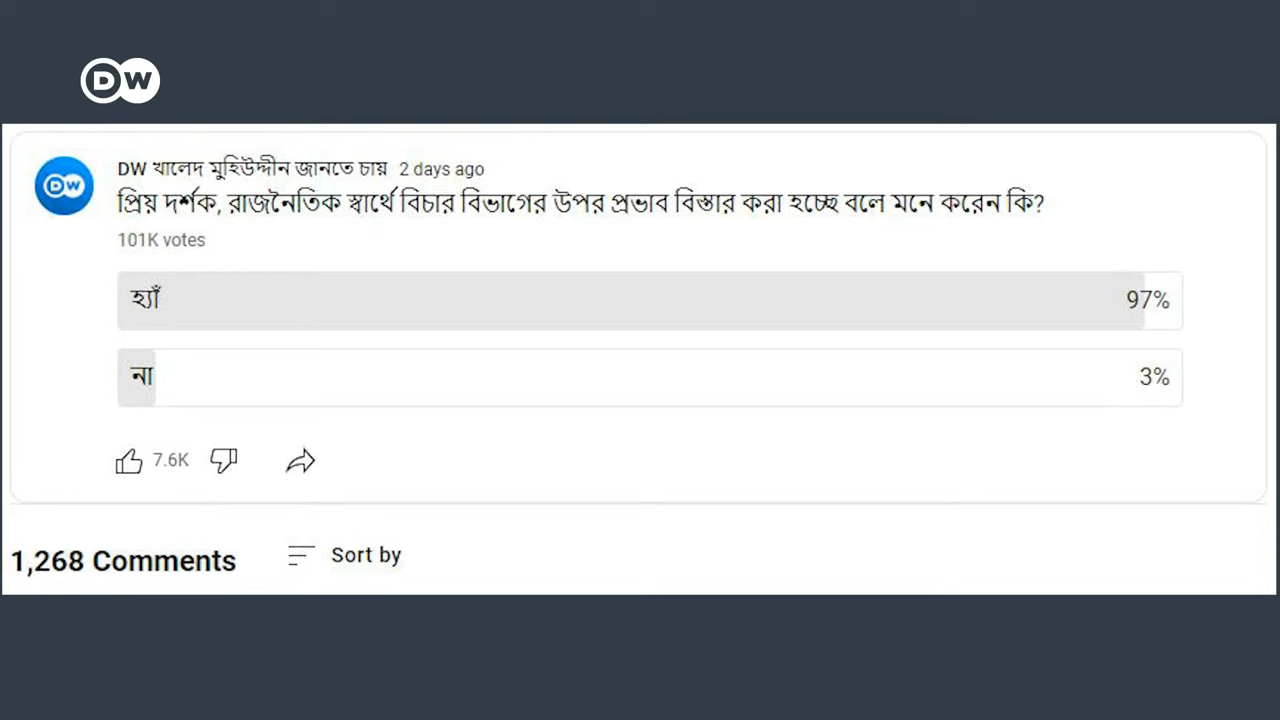 DW
DW
DW খালেদ মুহিউদ্দীন জানতে চায় 2 days ago
প্রিয় দর্শক, রাজনৈতিক স্বার্থে বিচার বিভাগের উপর প্রভাব বিস্তার করা হচ্ছে বলে মনে করেন কি?
101K votes
হ্যাঁ 97%
না 3%
7.6K
1,268 Comments Sort by